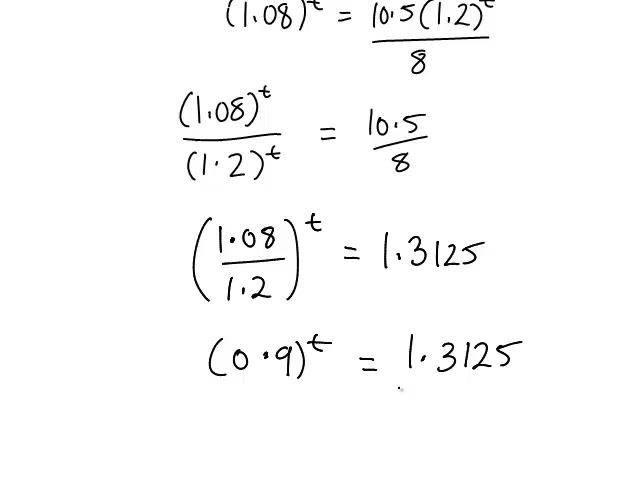 (1.08)^t = 10.5(1.2)^t / 8
(1.08)^t / (1.2)^t = 10.5 / 8
(1.08 / 1.2)^t = 1.3125
(0.9)^t = 1.3125